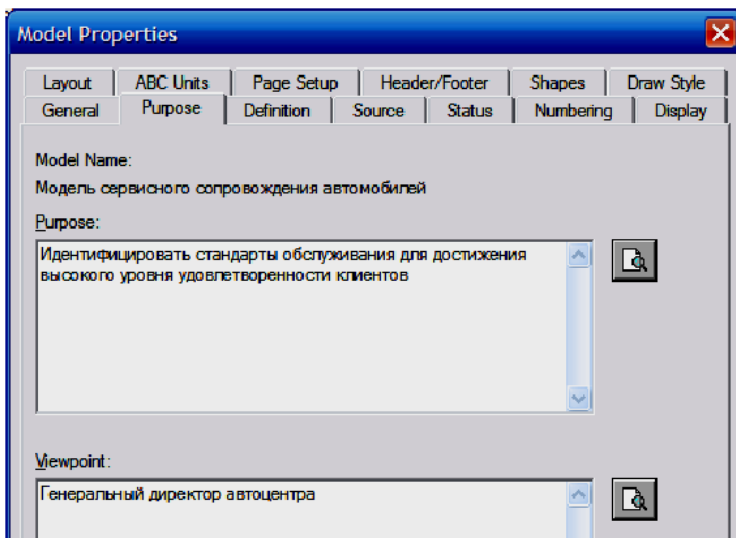 Model Properties
Layout ABC Units Page Setup Header/Footer Shapes Draw Style
General Purpose Definition Source Status Numbering Display
Model Name:
Модель сервисного сопровождения автомобилей
Purpose:
Идентифицировать стандарты обслуживания для достижения
высокого уровня удовлетворенности клиентов
Viewpoint:
Генеральный директор автоцентра